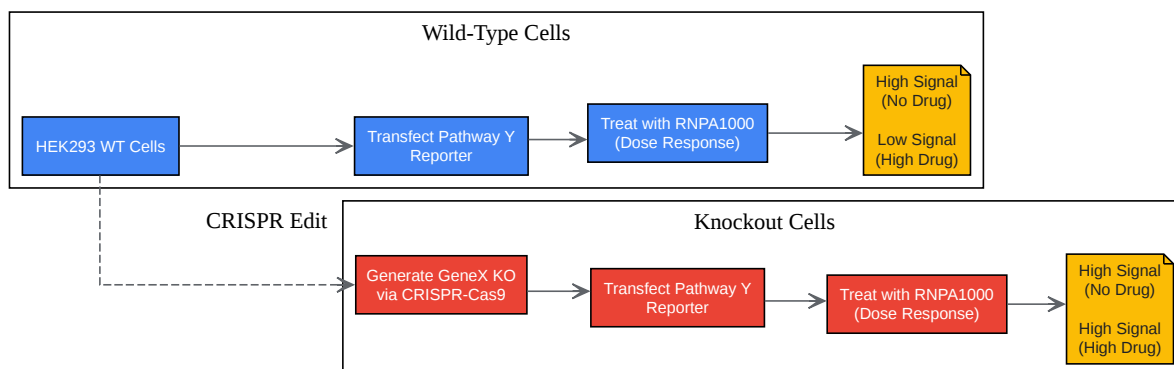 Wild-Type Cells
HEK293 WT Cells
Transfect Pathway Y
Reporter
Treat with RNPA1000
(Dose Response)
High Signal
(No Drug)
Low Signal
(High Drug)
CRISPR Edit
Knockout Cells
Generate GeneX KO
via CRISPR-Cas9
Transfect Pathway Y
Reporter
Treat with RNPA1000
(Dose Response)
High Signal
(No Drug)
High Signal
(High Drug)